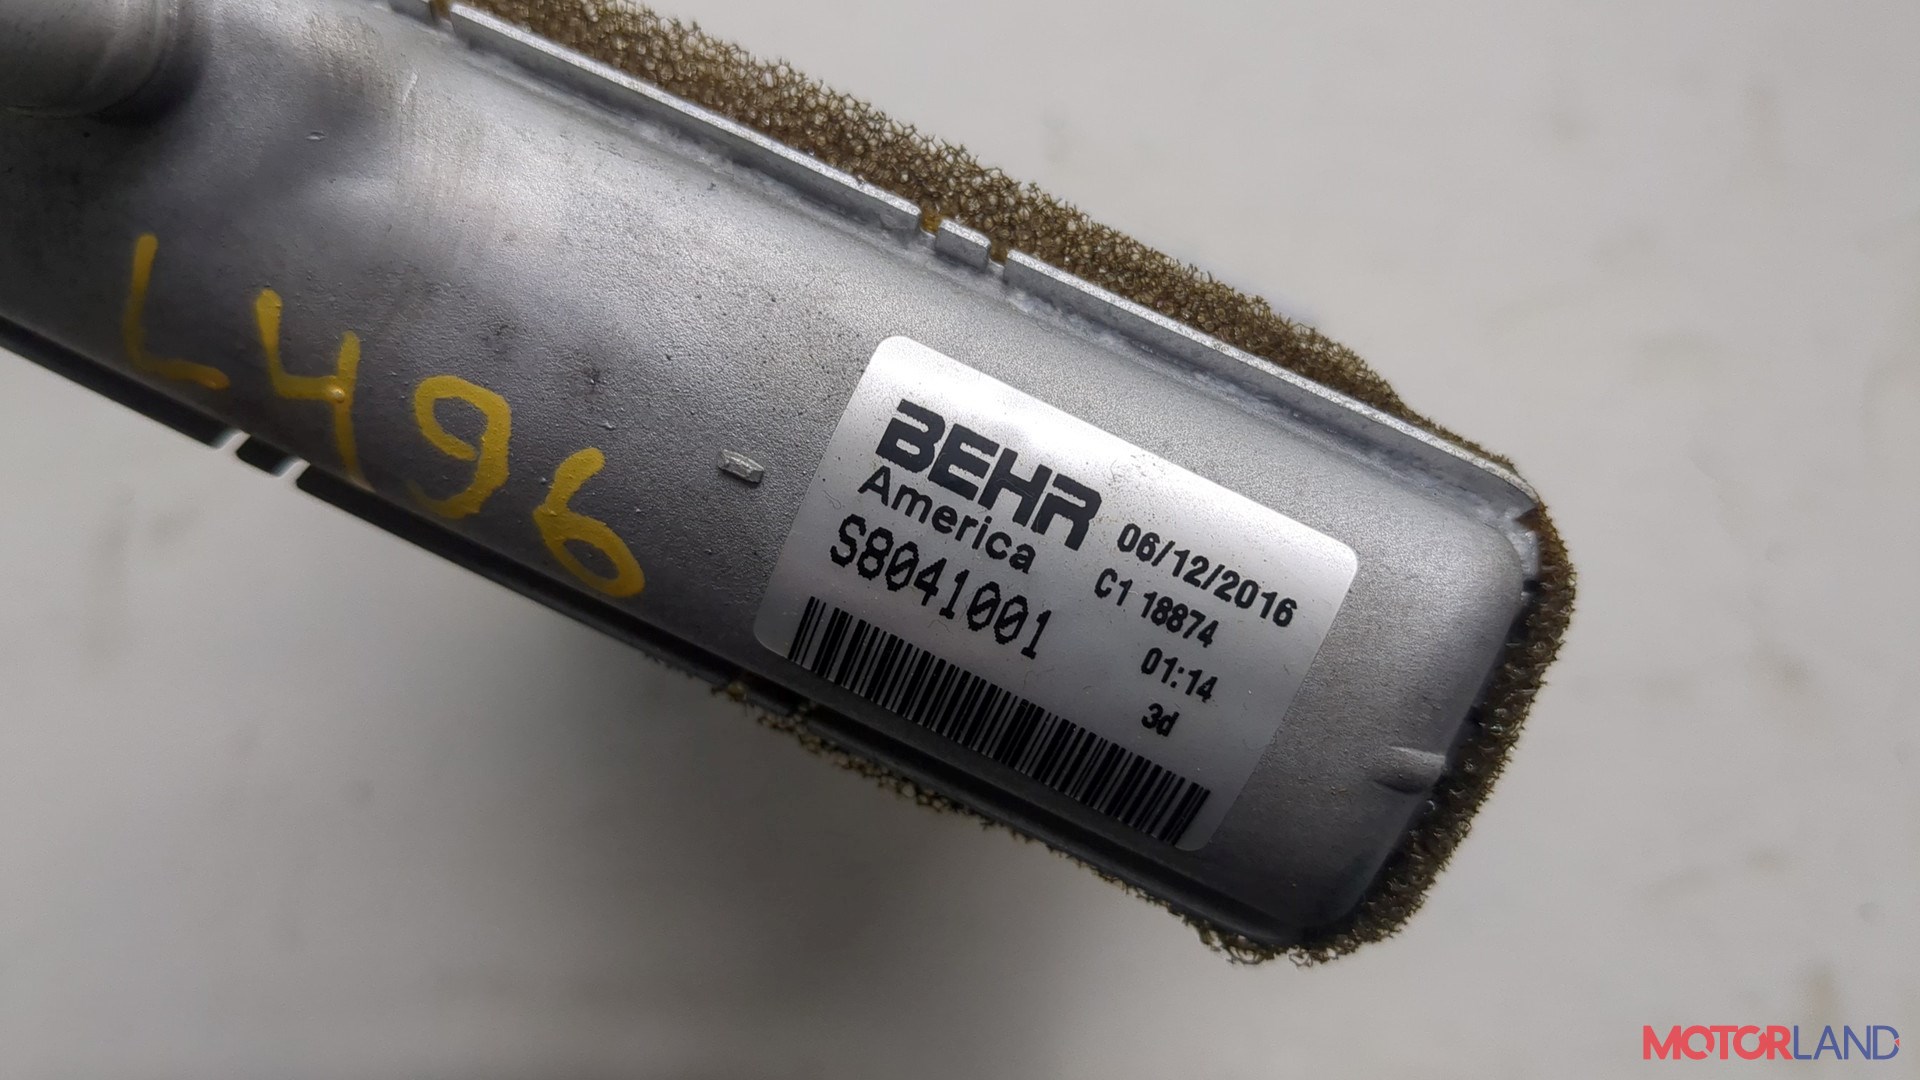 L496
BEHR
America
S8041001
06/12/2016
C1 18874
01:14
3d
MOTORLAND